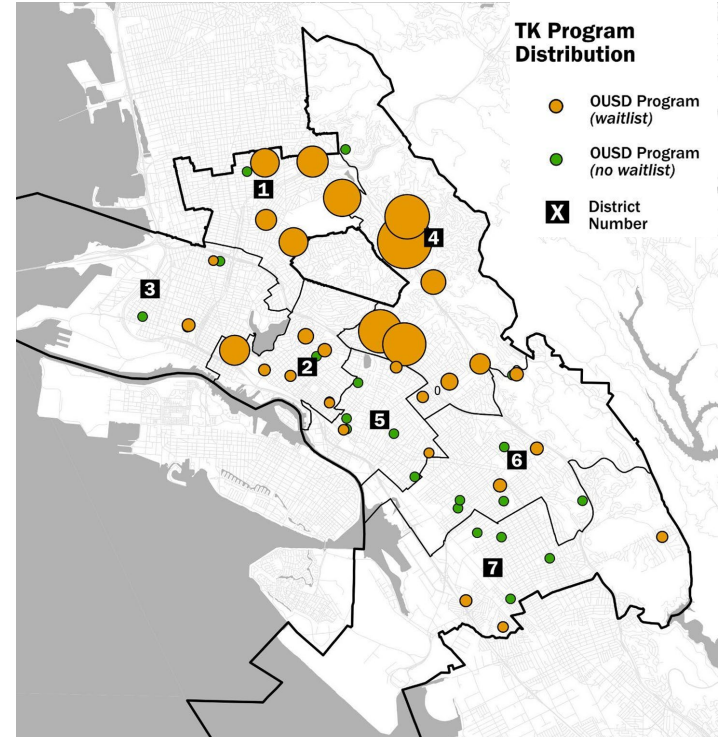 TK Program
Distribution
OUSD Program
(waitlist)
OUSD Program
(no waitlist)
X
District
Number
1
4
3
2
0
5
6
7